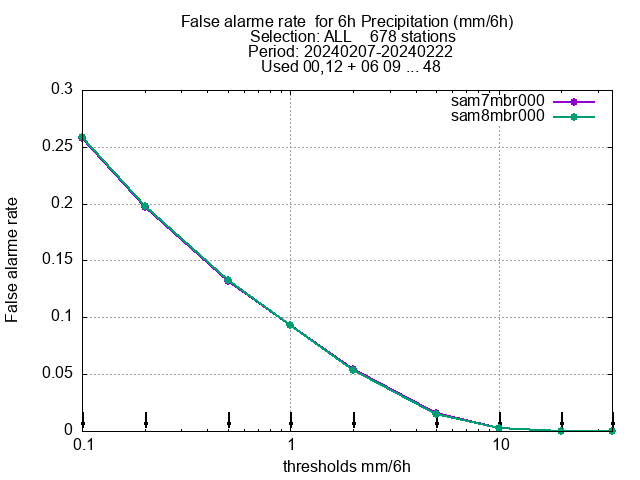 False alarme rate  for 6h Precipitation (mm/6h)
Selection: ALL    678 stations
Period: 20240207-20240222
Used 00,12 + 06 09 ... 48
sam7mbr000
sam8mbr000
0.3
0.25
0.2
0.15
0.1
0.05
0
False alarme rate
0.1
1
10
thresholds mm/6h